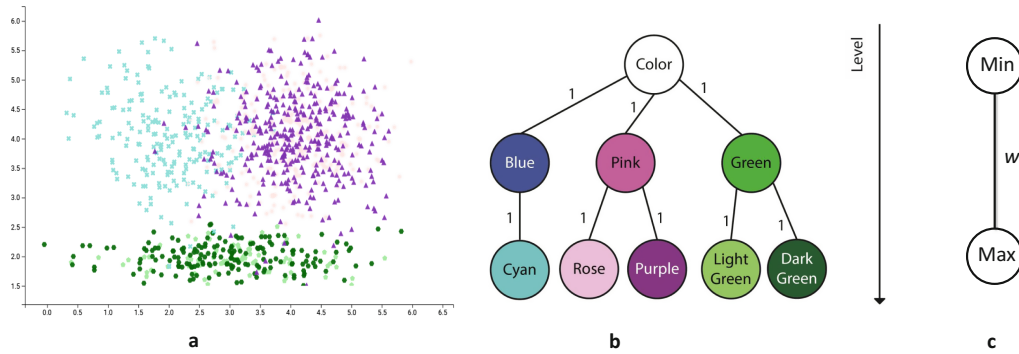 6.0
5.5
5.0
4.5
4.0
3.5
3.0
2.5
2.0
1.5
0.0 0.5 1.0 1.5 2.0 2.5 3.0 3.5 4.0 4.5 5.0 5.5 6.0 6.5
a
Color
1 1 1
Blue Pink Green
1 1 1 1 1
Cyan Rose Purple Light Green Dark Green
b
Level
Min
w
Max
c